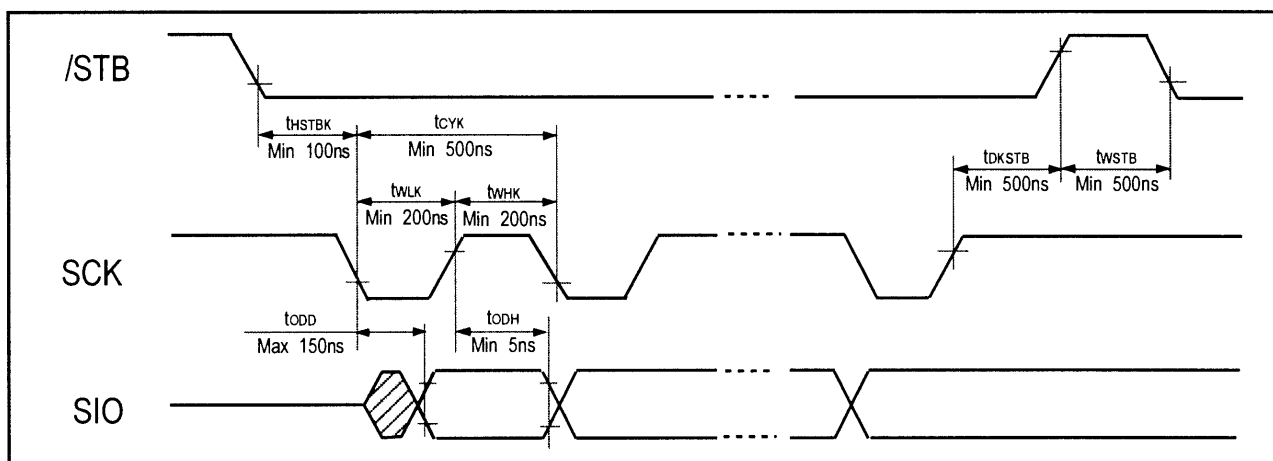 /STB
tHSTBK
Min 100ns
tCYK
Min 500ns
tDKSTB
Min 500ns
tWSTB
Min 500ns
tWLK
Min 200ns
tWHK
Min 200ns
SCK
tODD
Max 150ns
tODH
Min 5ns
SIO